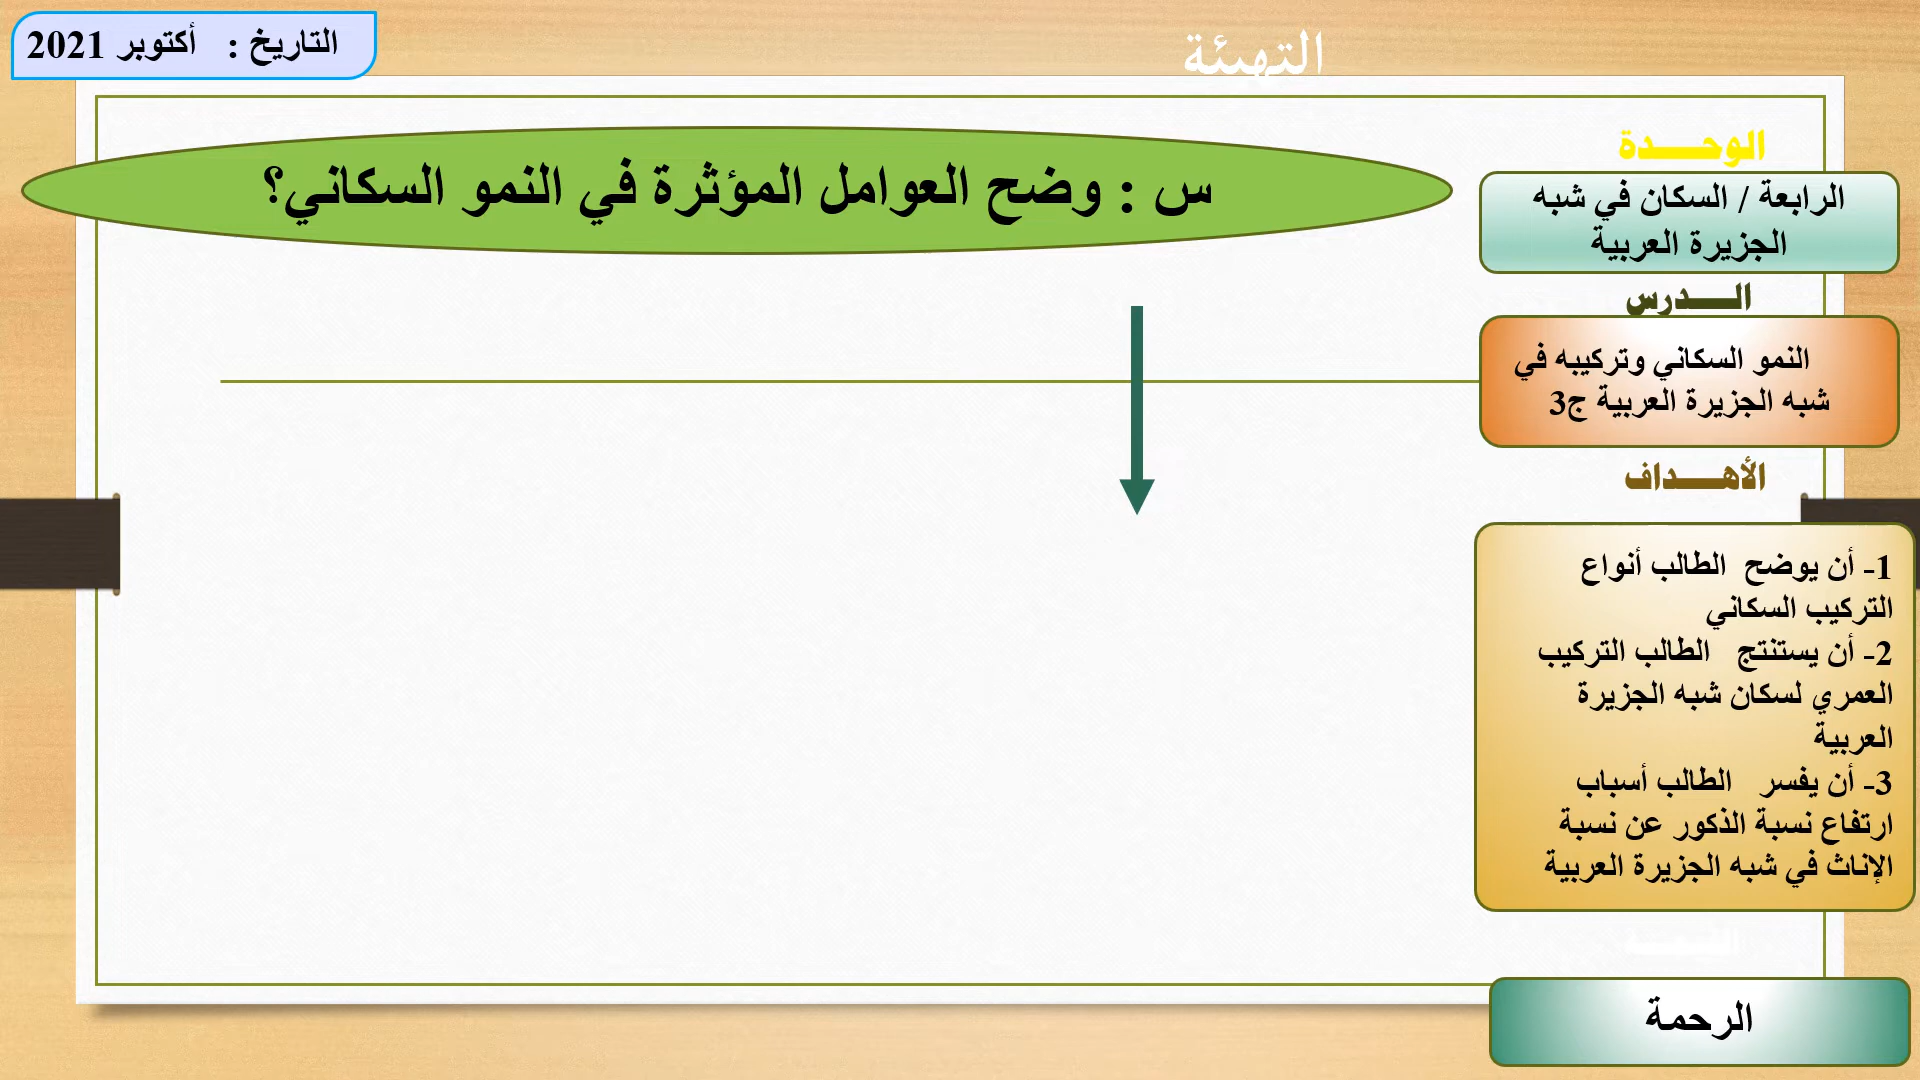 التاريخ : أكتوبر 2021
التهيئة
س : وضح العوامل المؤثرة في النمو السكاني؟
الوحـــــدة
الرابعة / السكان في شبه
الجزيرة العربية
الـــــدرس
النمو السكاني وتركيبه في
شبه الجزيرة العربية ج3
الأهـــــداف
1- أن يوضح الطالب أنواع
التركيب السكاني
2- أن يستنتج الطالب التركيب
العمري لسكان شبه الجزيرة
العربية
3- أن يفسر الطالب أسباب
ارتفاع نسبة الذكور عن نسبة
الإناث في شبه الجزيرة العربية
الرحمة